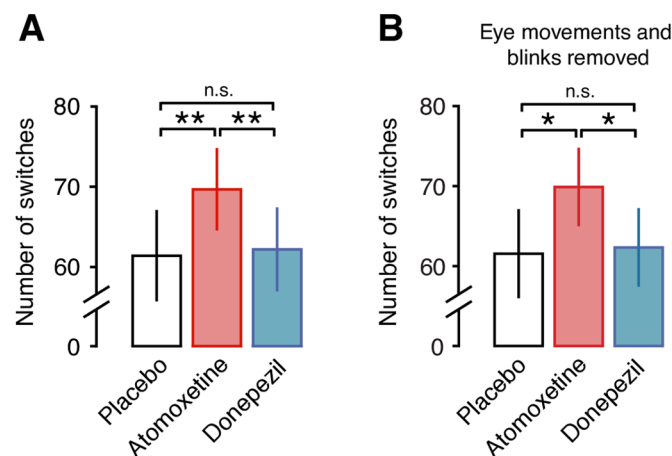 A
n.s.
** **
80
70
60
0
Number of switches
Placebo
Atomoxetine
Donepezil
B
Eye movements and
blinks removed
n.s.
* *
80
70
60
0
Number of switches
Placebo
Atomoxetine
Donepezil